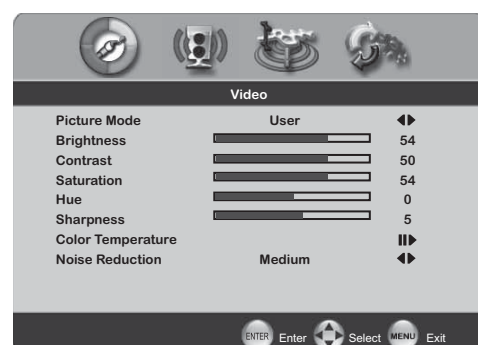 Video
Picture Mode User
Brightness 54
Contrast 50
Saturation 54
Hue 0
Sharpness 5
Color Temperature
Noise Reduction Medium
ENTER Enter Select MENU Exit